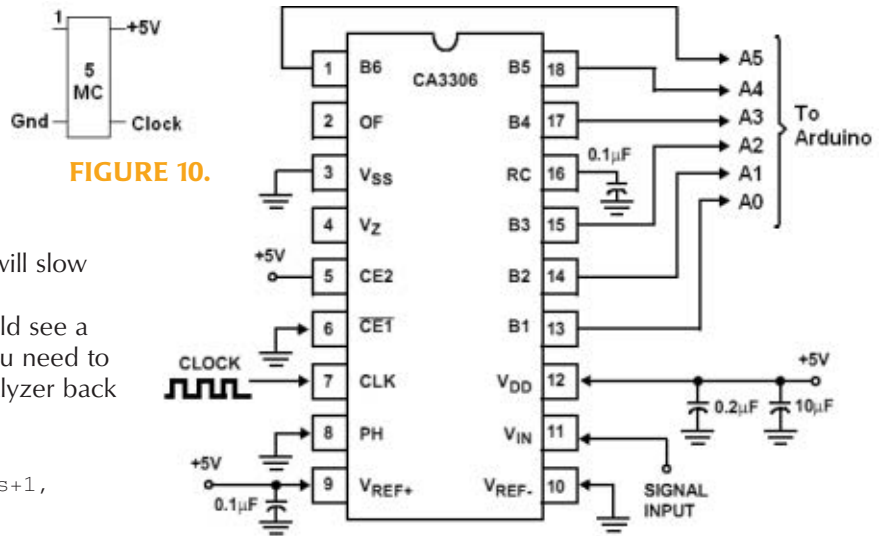 1
+5V
5
MC
Gnd
Clock
FIGURE 10.
will slow
ld see a
u need to
lyzer back
s+1,
CA3306
1 B6
2 OF
3 VSS
4 VZ
+5V
5 CE2
6 CE1
CLOCK
7 CLK
8 PH
+5V
9 VREF+
0.1µF
B5 18
B4 17
RC 16
0.1µF
B3 15
B2 14
B1 13
VDD 12
+5V
0.2µF
10µF
VIN 11
SIGNAL
INPUT
VREF- 10
A5
A4
A3
A2
A1
A0
To
Arduino